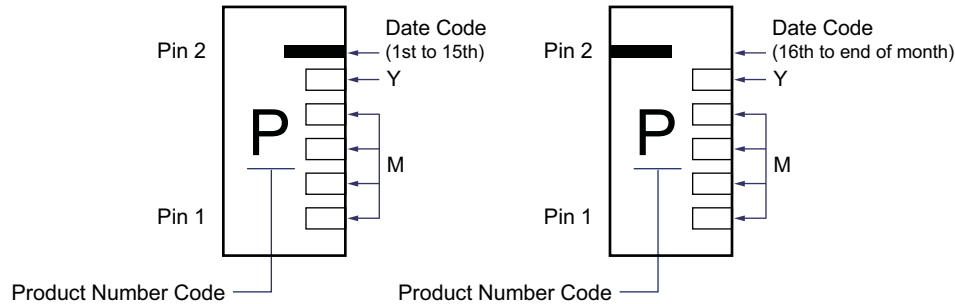 Pin 2
Date Code
(1st to 15th)
Y
P
M
Pin 1
Product Number Code
Pin 2
Date Code
(16th to end of month)
Y
P
M
Pin 1
Product Number Code